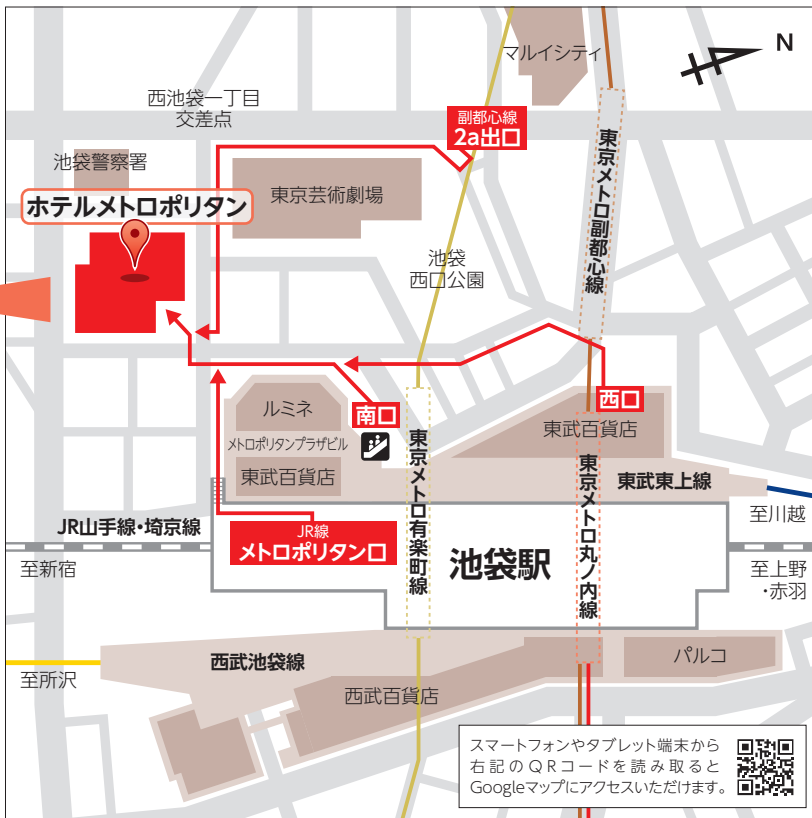 マルイシティ
N
西池袋一丁目
交差点
副都心線
2a出口
池袋警察署
東京芸術劇場
ホテルメトロポリタン
東京メトロ副都心線
池袋
西口公園
ルミネ
南口
西口
メトロポリタンプラザビル
東武百貨店
東武百貨店
東京メトロ有楽町線
東京メトロ丸ノ内線
東武東上線
至川越
JR山手線・埼京線
JR線
メトロポリタン口
池袋駅
至新宿
至上野
・赤羽
西武池袋線
パルコ
至所沢
西武百貨店
スマートフォンやタブレット端末から
右記のQRコードを読み取ると
Googleマップにアクセスいただけます。